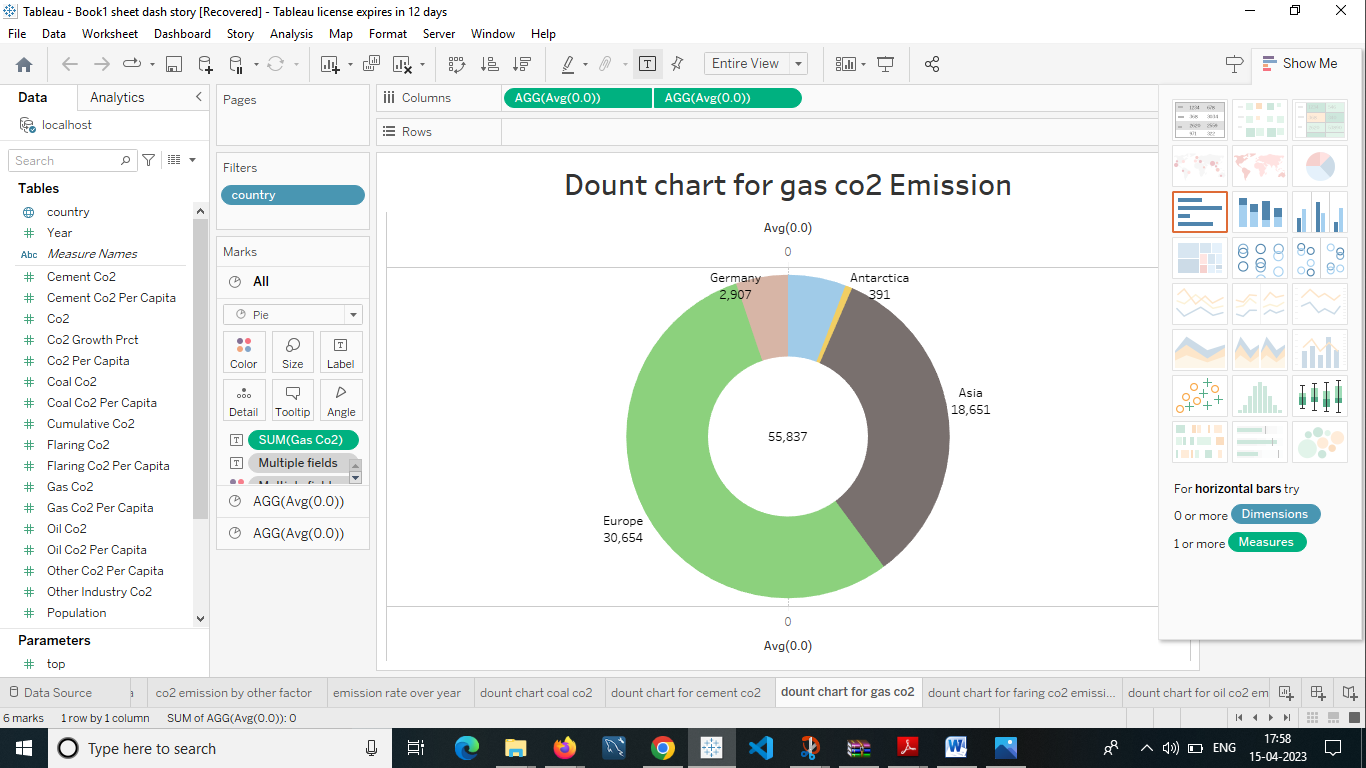 Tableau - Book1 sheet dash story [Recovered] - Tableau license expires in 12 days
File Data Worksheet Dashboard Story Analysis Map Format Server Window Help
Entire View
Show Me
Data Analytics
localhost
Search
Tables
country
Year
Abc Measure Names
Cement Co2
Cement Co2 Per Capita
Co2
Co2 Growth Prct
Co2 Per Capita
Coal Co2
Coal Co2 Per Capita
Cumulative Co2
Flaring Co2
Flaring Co2 Per Capita
Gas Co2
Gas Co2 Per Capita
Oil Co2
Oil Co2 Per Capita
Other Co2 Per Capita
Other Industry Co2
Population
Parameters
top
Pages
Filters
country
Marks
All
Pie
Color Size Label
Detail Tooltip Angle
SUM(Gas Co2)
Multiple fields
AGG(Avg(0.0))
AGG(Avg(0.0))
Columns AGG(Avg(0.0)) AGG(Avg(0.0))
Rows
Dount chart for gas co2 Emission
Avg(0.0)
0
Germany
2,907
Antarctica
391
Asia
18,651
55,837
Europe
30,654
0
Avg(0.0)
For horizontal bars try
0 or more Dimensions
1 or more Measures
Data Source a co2 emission by other factor emission rate over year dount chart coal co2 dount chart for cement co2 dount chart for gas co2 dount chart for faring co2 emissi... dount chart for oil co2 em
6 marks 1 row by 1 column SUM of AGG(Avg(0.0)): 0
Type here to search
ENG
17:58
15-04-2023